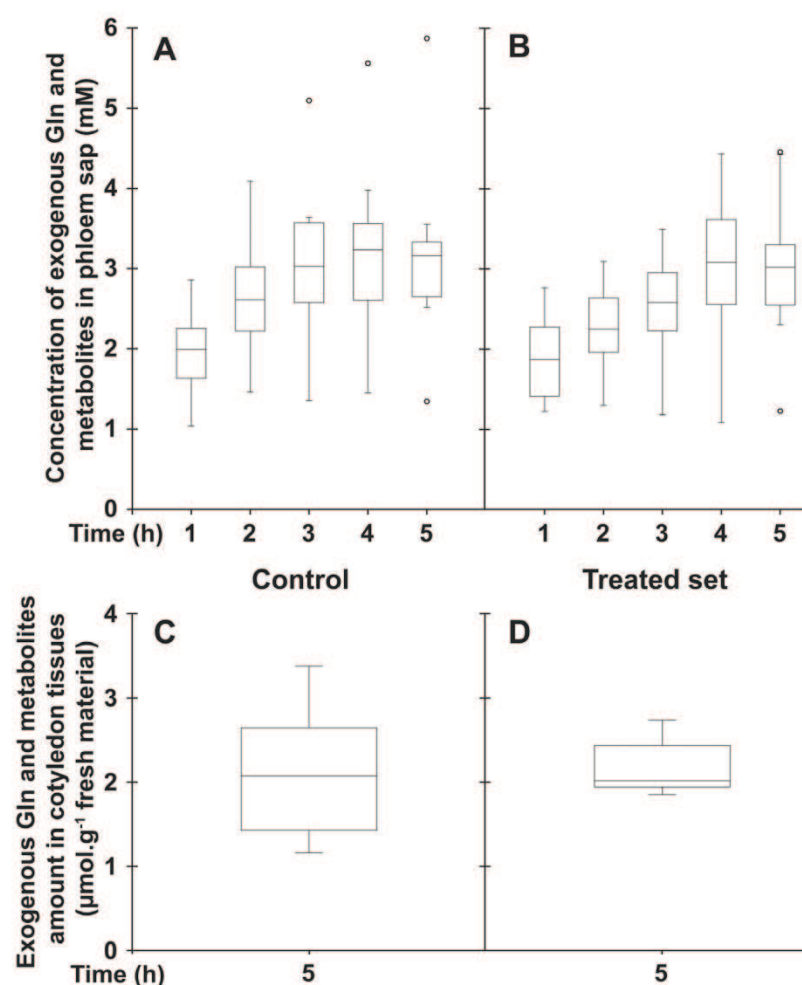 Concentration of exogenous Gln and
metabolites in phloem sap (mM)
6
5
4
3
2
1
0
A
B
Time (h) 1 2 3 4 5 1 2 3 4 5
Control Treated set
Exogenous Gln and metabolites
amount in cotyledon tissues
(µmol.g⁻¹ fresh material)
4
3
2
1
0
C
D
Time (h) 5 5